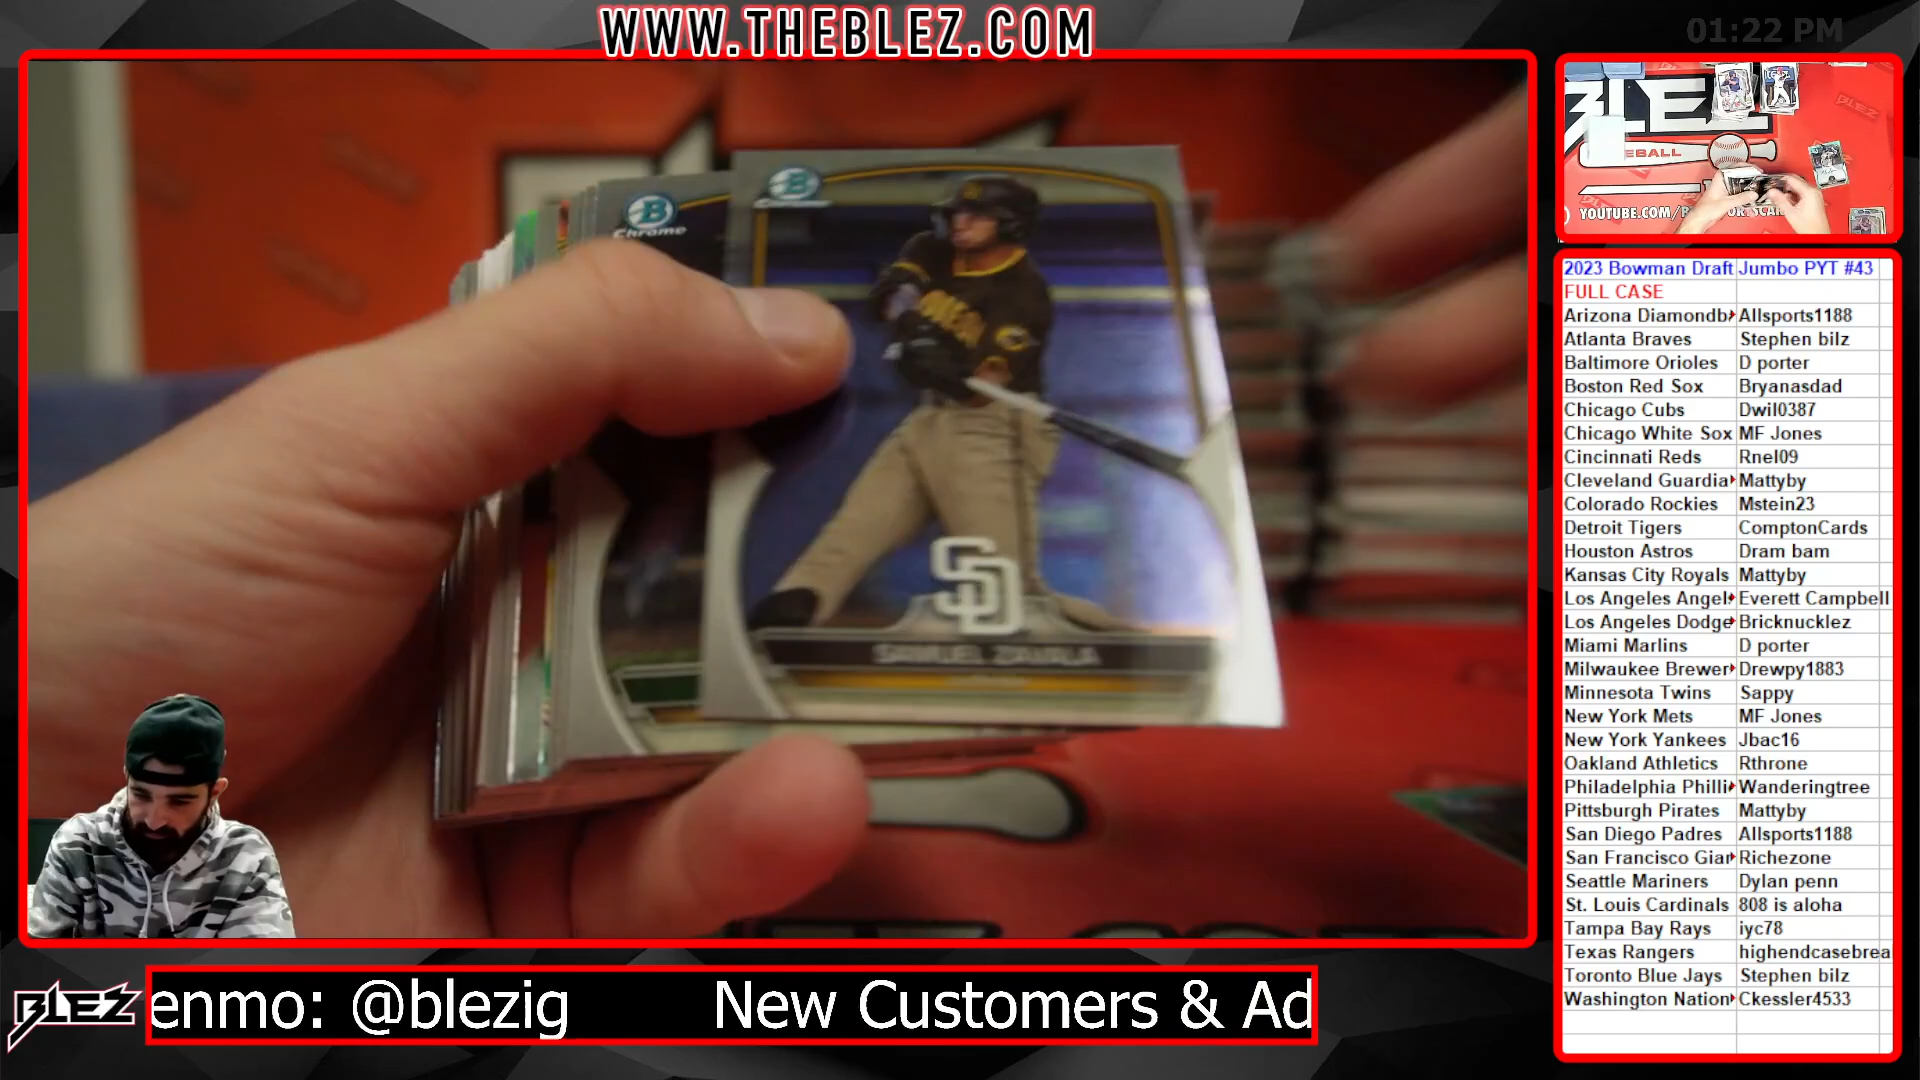 WWW.THEBLEZ.COM
01:22 PM
Chrome
SD
SAMUEL ZAVALA
BLEZ
YOUTUBE.COM/
2023 Bowman Draft Jumbo PYT #43
FULL CASE
Arizona Diamondb Allsports1188
Atlanta Braves Stephen bilz
Baltimore Orioles D porter
Boston Red Sox Bryanasdad
Chicago Cubs Dwil0387
Chicago White Sox MF Jones
Cincinnati Reds Rnel09
Cleveland Guardia Mattyby
Colorado Rockies Mstein23
Detroit Tigers ComptonCards
Houston Astros Dram bam
Kansas City Royals Mattyby
Los Angeles Angel Everett Campbell
Los Angeles Dodge Bricknucklez
Miami Marlins D porter
Milwaukee Brewer Drewpy1883
Minnesota Twins Sappy
New York Mets MF Jones
New York Yankees Jbac16
Oakland Athletics Rthrone
Philadelphia Philli Wanderingtree
Pittsburgh Pirates Mattyby
San Diego Padres Allsports1188
San Francisco Giar Richezone
Seattle Mariners Dylan penn
St. Louis Cardinals 808 is aloha
Tampa Bay Rays iyc78
Texas Rangers highendcasebrea
Toronto Blue Jays Stephen bilz
Washington Nation Ckessler4533
BLEZ
enmo: @blezig New Customers & Ad